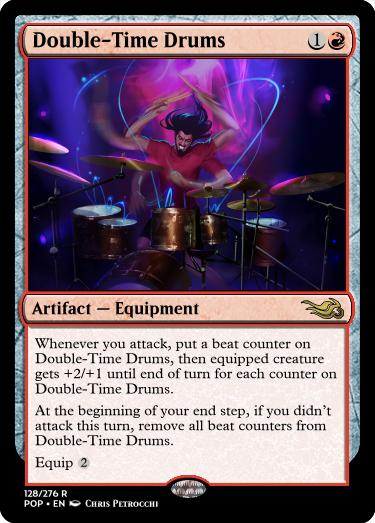 Double-Time Drums 1
Artifact — Equipment
Whenever you attack, put a beat counter on
Double-Time Drums, then equipped creature
gets +2/+1 until end of turn for each counter on
Double-Time Drums.
At the beginning of your end step, if you didn't
attack this turn, remove all beat counters from
Double-Time Drums.
Equip 2
128/276 R
POP • EN Chris Petrocchi